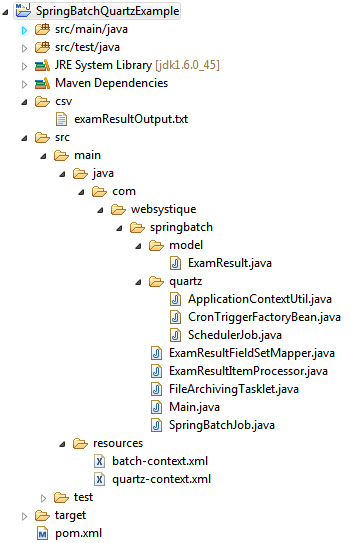 SpringBatchQuartzExample
src/main/java
src/test/java
JRE System Library [jdk1.6.0_45]
Maven Dependencies
csv
examResultOutput.txt
src
main
java
com
websystique
springbatch
model
ExamResult.java
quartz
ApplicationContextUtil.java
CronTriggerFactoryBean.java
SchedulerJob.java
ExamResultFieldSetMapper.java
ExamResultItemProcessor.java
FileArchivingTasklet.java
Main.java
SpringBatchJob.java
resources
batch-context.xml
quartz-context.xml
test
target
pom.xml